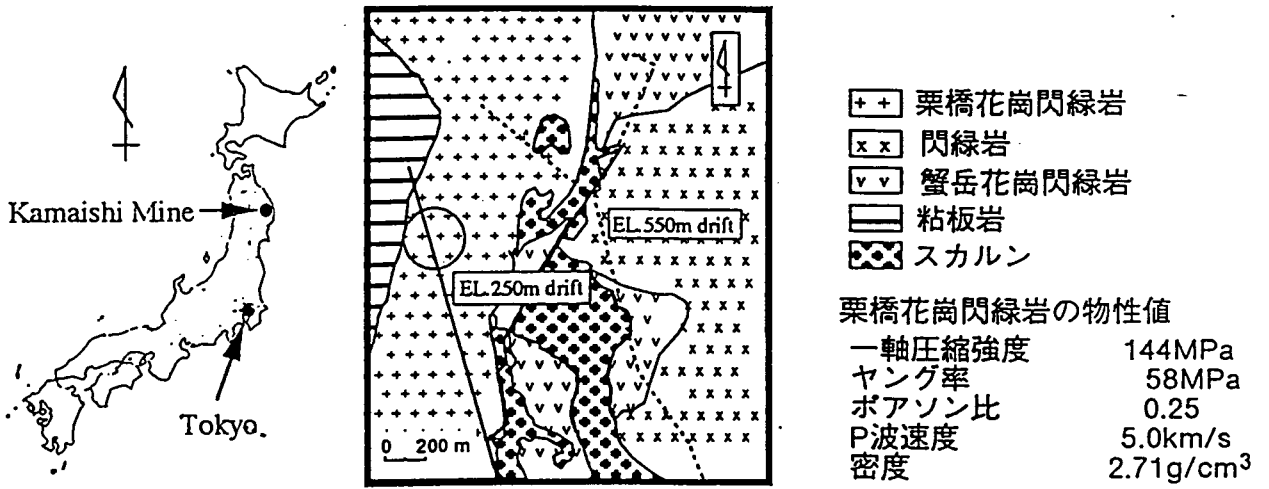 Kamaishi Mine
Tokyo.
EL.550m drift
EL.250m drift
0 200 m
栗橋花崗閃緑岩
閃緑岩
蟹岳花崗閃緑岩
粘板岩
スカルン
栗橋花崗閃緑岩の物性値
一軸圧縮強度 144MPa
ヤング率 58MPa
ポアソン比 0.25
P波速度 5.0km/s
密度 2.71g/cm³